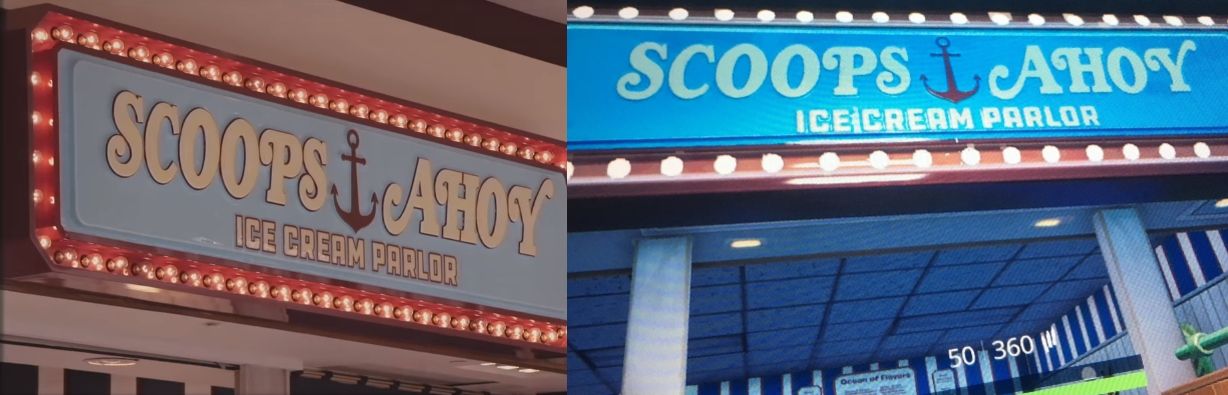 SCOOPS AHOY
ICE CREAM PARLOR
SCOOPS AHOY
ICE CREAM PARLOR
50 360
Ocean of Flavors